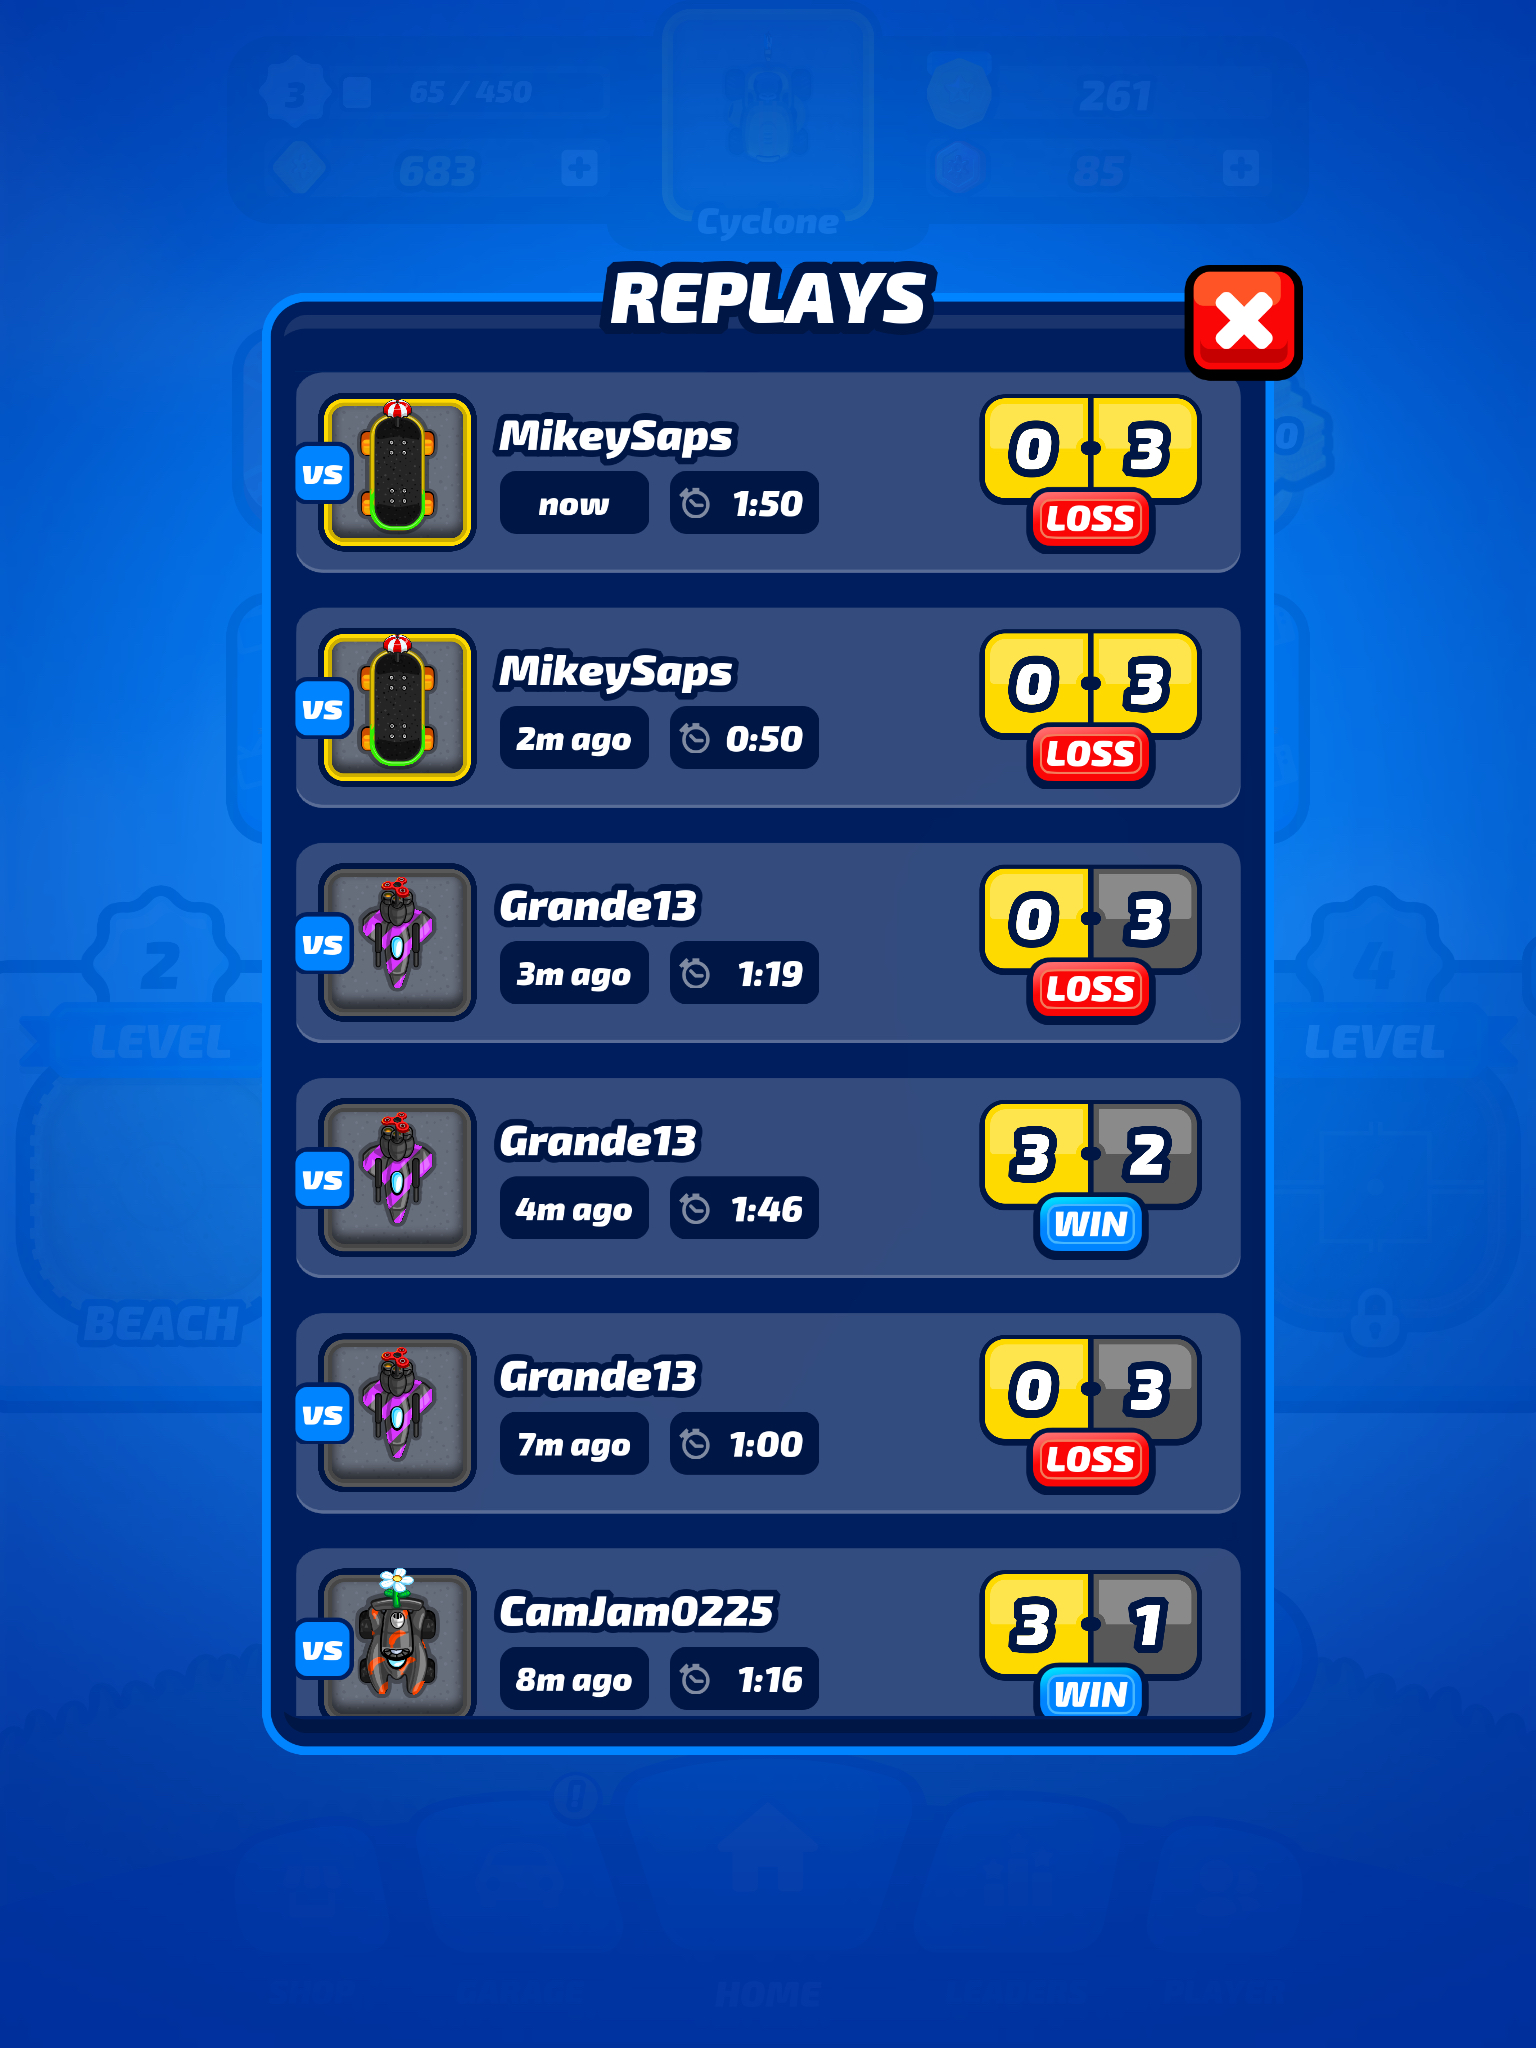 3
65 / 450
261
683
85
Cyclone
REPLAYS
vs
MikeySaps
now
1:50
0
3
LOSS
vs
MikeySaps
2m ago
0:50
0
3
LOSS
vs
Grande13
3m ago
1:19
0
3
LOSS
2
LEVEL
4
LEVEL
vs
Grande13
4m ago
1:46
3
2
WIN
BEACH
vs
Grande13
7m ago
1:00
0
3
LOSS
vs
CamJam0225
8m ago
1:16
3
1
WIN
SHOP
HOME
PLAYER